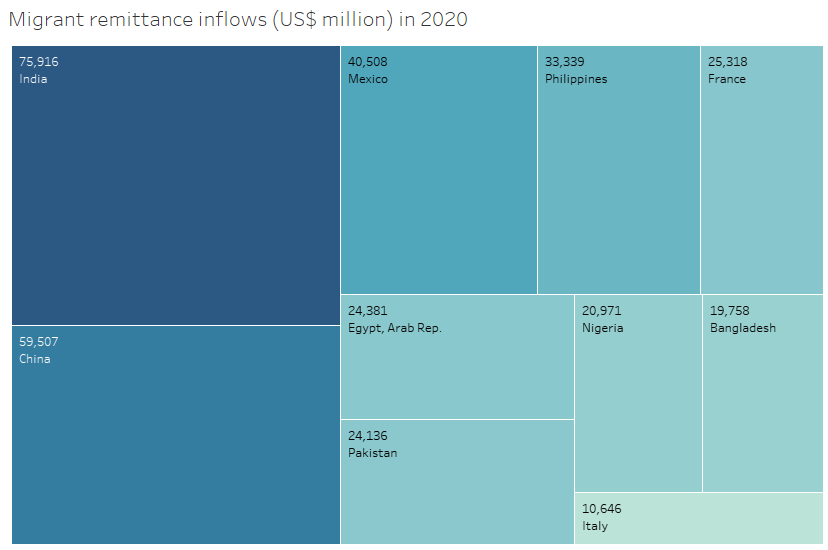 Migrant remittance inflows (US$ million) in 2020
75,916
India
40,508
Mexico
33,339
Philippines
25,318
France
59,507
China
24,381
Egypt, Arab Rep.
20,971
Nigeria
19,758
Bangladesh
24,136
Pakistan
10,646
Italy